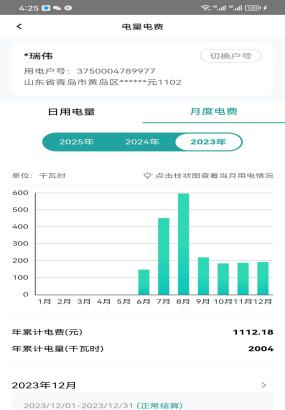 4:25
电量电费
*瑞伟
切换户号
用电户号：3750004789977
山东省青岛市黄岛区******元1102
日用电量
月度电费
2025年
2024年
2023年
单位：千瓦时
点击柱状图查看当月用电情况
600
500
400
300
200
100
0
1月 2月 3月 4月 5月 6月 7月 8月 9月 10月 11月 12月
年累计电费(元)
1112.18
年累计电量(千瓦时)
2004
2023年12月
2023/12/01-2023/12/31 (正常结算)